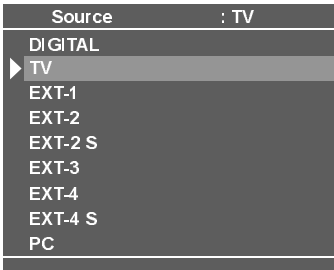 Source : TV
DIGITAL
TV
EXT-1
EXT-2
EXT-2 S
EXT-3
EXT-4
EXT-4 S
PC